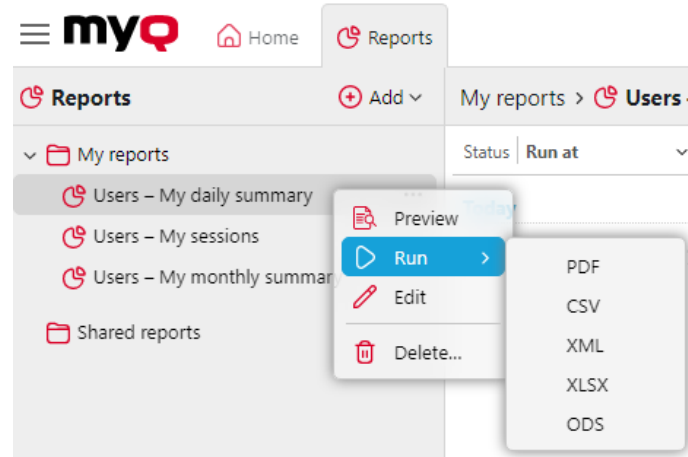 myQ Home Reports
Reports Add My reports > Users -
My reports Status Run at
Users – My daily summary ... Preview Today
Users – My sessions Run > PDF
Users – My monthly summary Edit CSV
Shared reports Delete... XML
XLSX
ODS